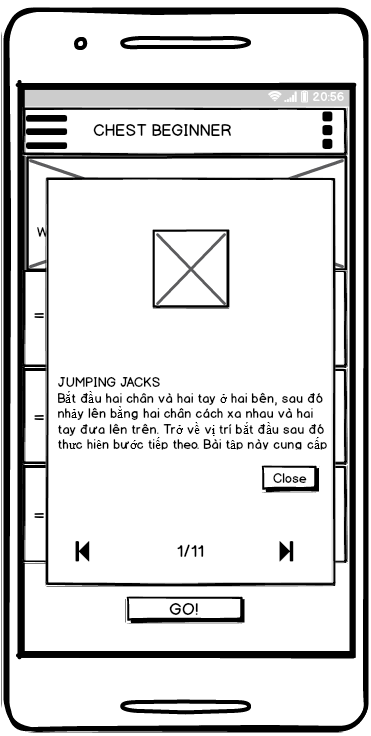 20:56
CHEST BEGINNER
W
=
JUMPING JACKS
Bắt đầu hai chân và hai tay ở hai bên, sau đó
nhảy lên bằng hai chân cách xa nhau và hai
tay đưa lên trên. Trở về vị trí bắt đầu sau đó
thực hiện bước tiếp theo. Bài tập này cung cấp
=
Close
=
1/11
GO!